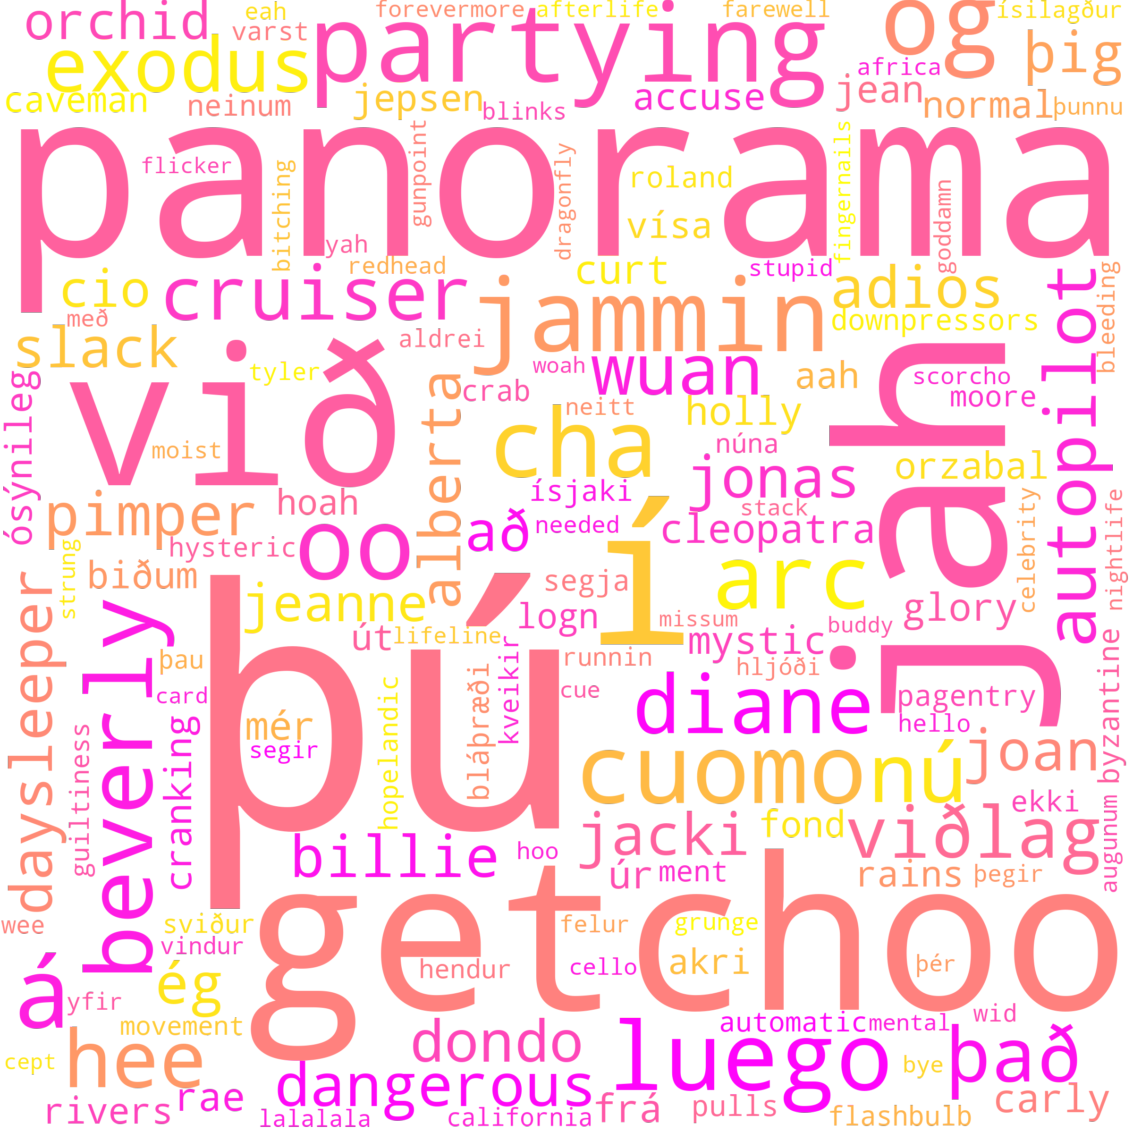 orchid
eah
varst
forevermore
afterlife
farewell
ísilagður
exodus
partying
og
þig
caveman
neinum
jepsen
blinks
accuse
africa
jean
normal
þunnu
panorama
flicker
bitching
gunpoint
dragonfly
roland
fingernails
goddamn
yah
vísa
redhead
cio
cruiser
curt
stupid
adios
með
jammin
downpressors
autopilot
bleeding
slack
aldrei
við
tyler
woah
wuan
aah
scorcho
jah
ósýnileg
alberta
crab
neitt
holly
moore
moist
cha
núna
orzabal
pimper
hoah
ísjaki
jonas
celebrity
nightlife
strung
hysteric
oo
að
needed
stack
cleopatra
í
biðum
segja
arc
daysleeper
beverly
jeanne
logn
glory
út
lifeline
missum
mystic
buddy
þau
kveikir
runnin
hljóði
byzantine
card
þú
hopelandic
bláþræði
cue
diane
pagentry
guiltiness
cranking
mér
hello
segir
cuomo
nú
joan
ekki
augunum
billie
hoo
jacki
fond
viðlag
úr
ment
rains
þegir
getchoo
wee
sviður
felur
grunge
vindur
á
ég
hendur
cello
akri
þér
yfir
movement
dondo
luego
automatic
mental
wid
cept
hee
dangerous
bye
það
rivers
rae
lalalala
california
frá
pulls
flashbulb
carly